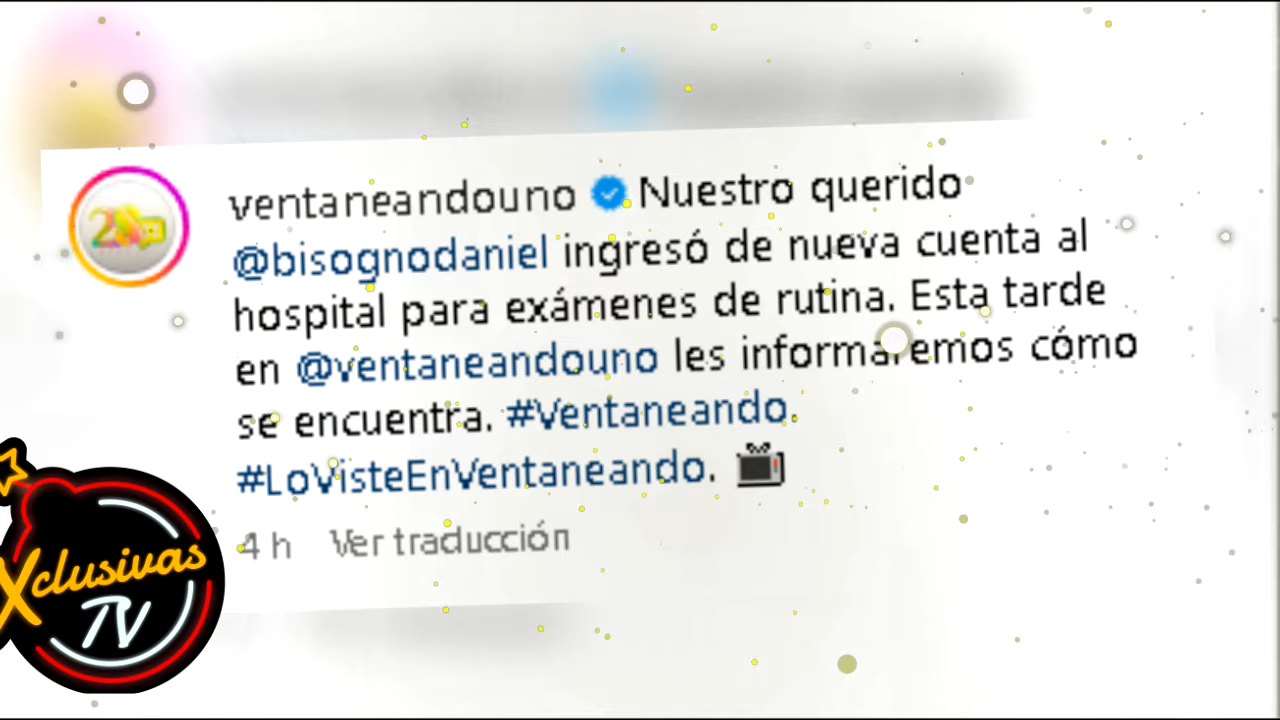 ventaneandouno Nuestro querido
@bisognodaniel ingresó de nueva cuenta al
hospital para exámenes de rutina. Esta tarde
en @ventaneandouno les informaremos cómo
se encuentra. #Ventaneando.
#LoVisteEnVentaneando.
4 h Ver traducción
Xclusivas
TV